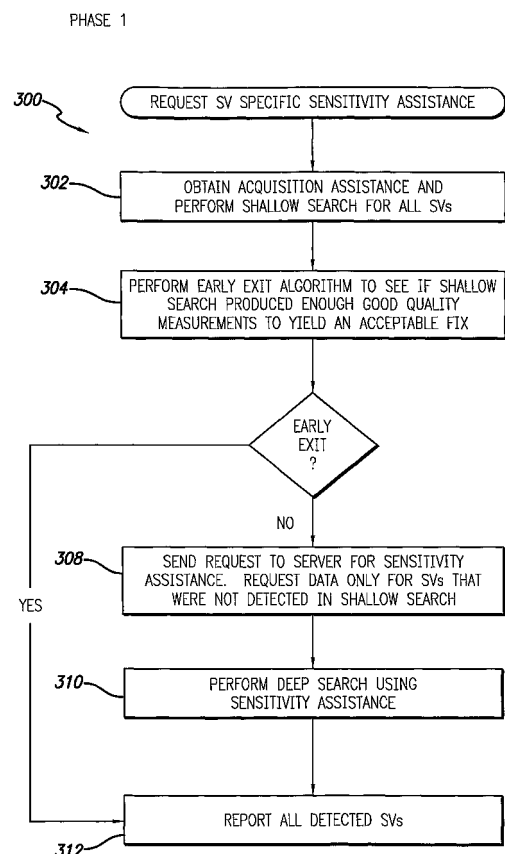 PHASE 1
300
REQUEST SV SPECIFIC SENSITIVITY ASSISTANCE
302
OBTAIN ACQUISITION ASSISTANCE AND
PERFORM SHALLOW SEARCH FOR ALL SVs
304
PERFORM EARLY EXIT ALGORITHM TO SEE IF SHALLOW
SEARCH PRODUCED ENOUGH GOOD QUALITY
MEASUREMENTS TO YIELD AN ACCEPTABLE FIX
EARLY
EXIT
?
NO
308
SEND REQUEST TO SERVER FOR SENSITIVITY
ASSISTANCE. REQUEST DATA ONLY FOR SVs THAT
WERE NOT DETECTED IN SHALLOW SEARCH
YES
310
PERFORM DEEP SEARCH USING
SENSITIVITY ASSISTANCE
REPORT ALL DETECTED SVs
312